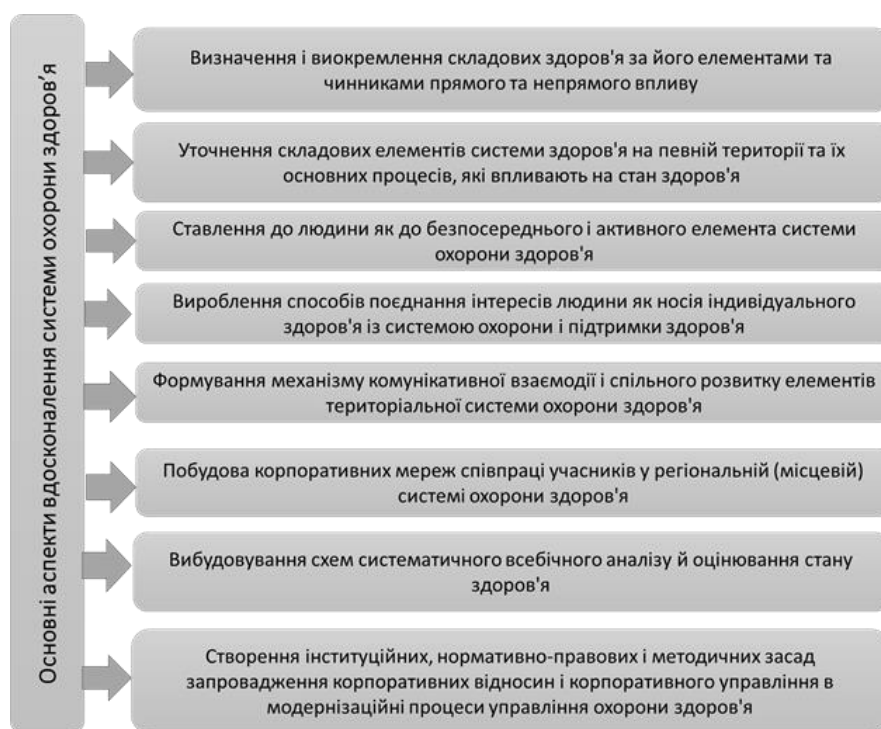 Основні аспекти вдосконалення системи охорони здоров’я
Визначення і виокремлення складових здоров'я за його елементами та
чинниками прямого та непрямого впливу
Уточнення складових елементів системи здоров'я на певній території та їх
основних процесів, які впливають на стан здоров'я
Ставлення до людини як до безпосереднього і активного елемента системи
охорони здоров'я
Вироблення способів поєднання інтересів людини як носія індивідуального
здоров'я із системою охорони і підтримки здоров'я
Формування механізму комунікативної взаємодії і спільного розвитку елементів
територіальної системи охорони здоров'я
Побудова корпоративних мереж співпраці учасників у регіональній (місцевій)
системі охорони здоров'я
Вибудовування схем систематичного всебічного аналізу й оцінювання стану
здоров'я
Створення інституційних, нормативно-правових і методичних засад
запровадження корпоративних відносин і корпоративного управління в
модернізаційні процеси управління охорони здоров'я